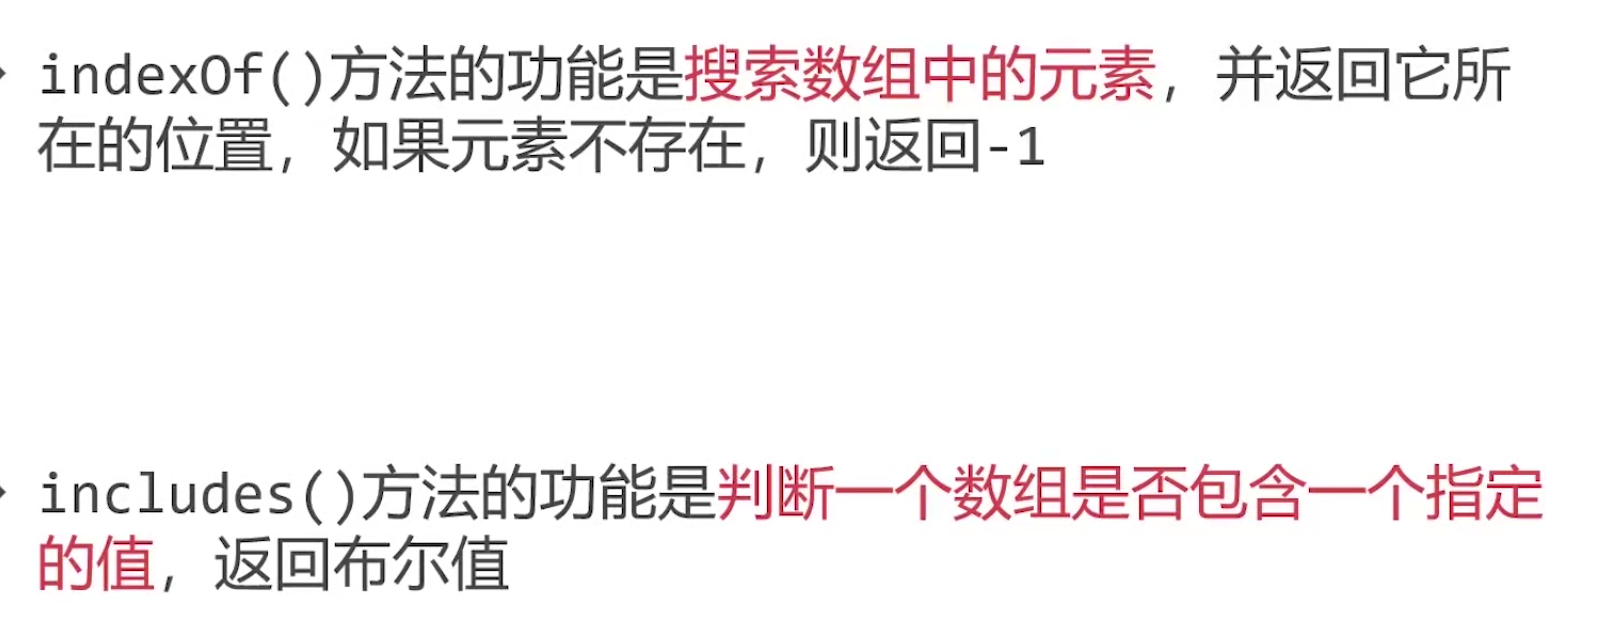 indexOf()方法的功能是搜索数组中的元素，并返回它所
在的位置，如果元素不存在，则返回-1
includes()方法的功能是判断一个数组是否包含一个指定
的值，返回布尔值